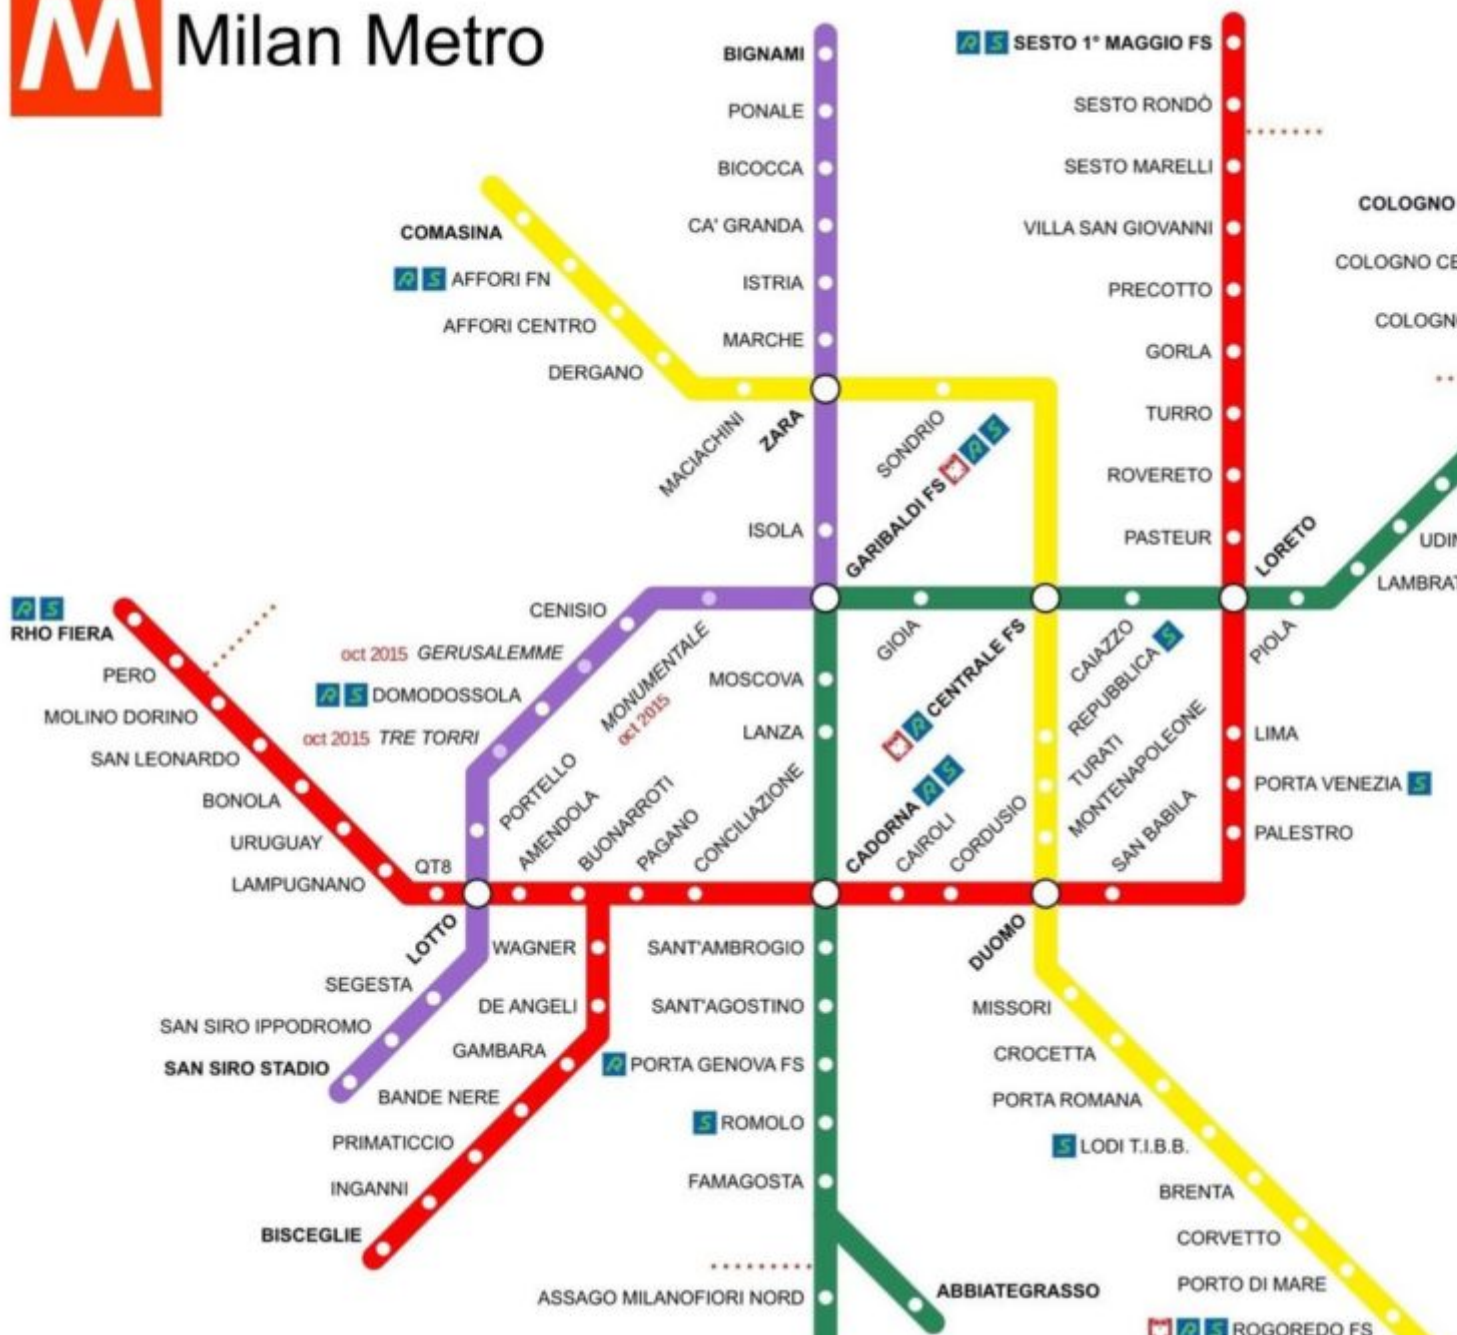 M Milan Metro
BIGNAMI
PONALE
BICOCCA
CA' GRANDA
ISTRIA
MARCHE
ZARA
ISOLA
R S SESTO 1° MAGGIO FS
SESTO RONDÒ
SESTO MARELLI
VILLA SAN GIOVANNI
PRECOTTO
GORLA
TURRO
ROVERETO
PASTEUR
LORETO
COLOGNO
COLOGNO CE
COLOGNO
UDIN
LAMBRAT
PIOLA
COMASINA
R S AFFORI FN
AFFORI CENTRO
DERGANO
MACIACHINI
SONDRIO
GARIBALDI FS R S
GIOIA
CENTRALE FS
R
CAIAZZO
REPUBBLICA S
TURATI
MONTENAPOLEONE
R S
RHO FIERA
PERO
MOLINO DORINO
SAN LEONARDO
BONOLA
URUGUAY
LAMPUGNANO
QT8
LOTTO
CENISIO
oct 2015 GERUSALEMME
R S DOMODOSSOLA
oct 2015 TRE TORRI
MONUMENTALE
oct 2015
PORTELLO
AMENDOLA
BUONARROTI
PAGANO
CONCILIAZIONE
MOSCOVA
LANZA
CADORNA R S
CAIROLI
CORDUSIO
DUOMO
SAN BABILA
LIMA
PORTA VENEZIA S
PALESTRO
SEGESTA
SAN SIRO IPPODROMO
SAN SIRO STADIO
WAGNER
DE ANGELI
GAMBARA
BANDE NERE
PRIMATICCIO
INGANNI
BISCEGLIE
SANT'AMBROGIO
SANT'AGOSTINO
R PORTA GENOVA FS
S ROMOLO
FAMAGOSTA
ASSAGO MILANOFIORI NORD
ABBIATEGRASSO
MISSORI
CROCETTA
PORTA ROMANA
S LODI T.I.B.B.
BRENTA
CORVETTO
PORTO DI MARE
R S ROGOREDO FS